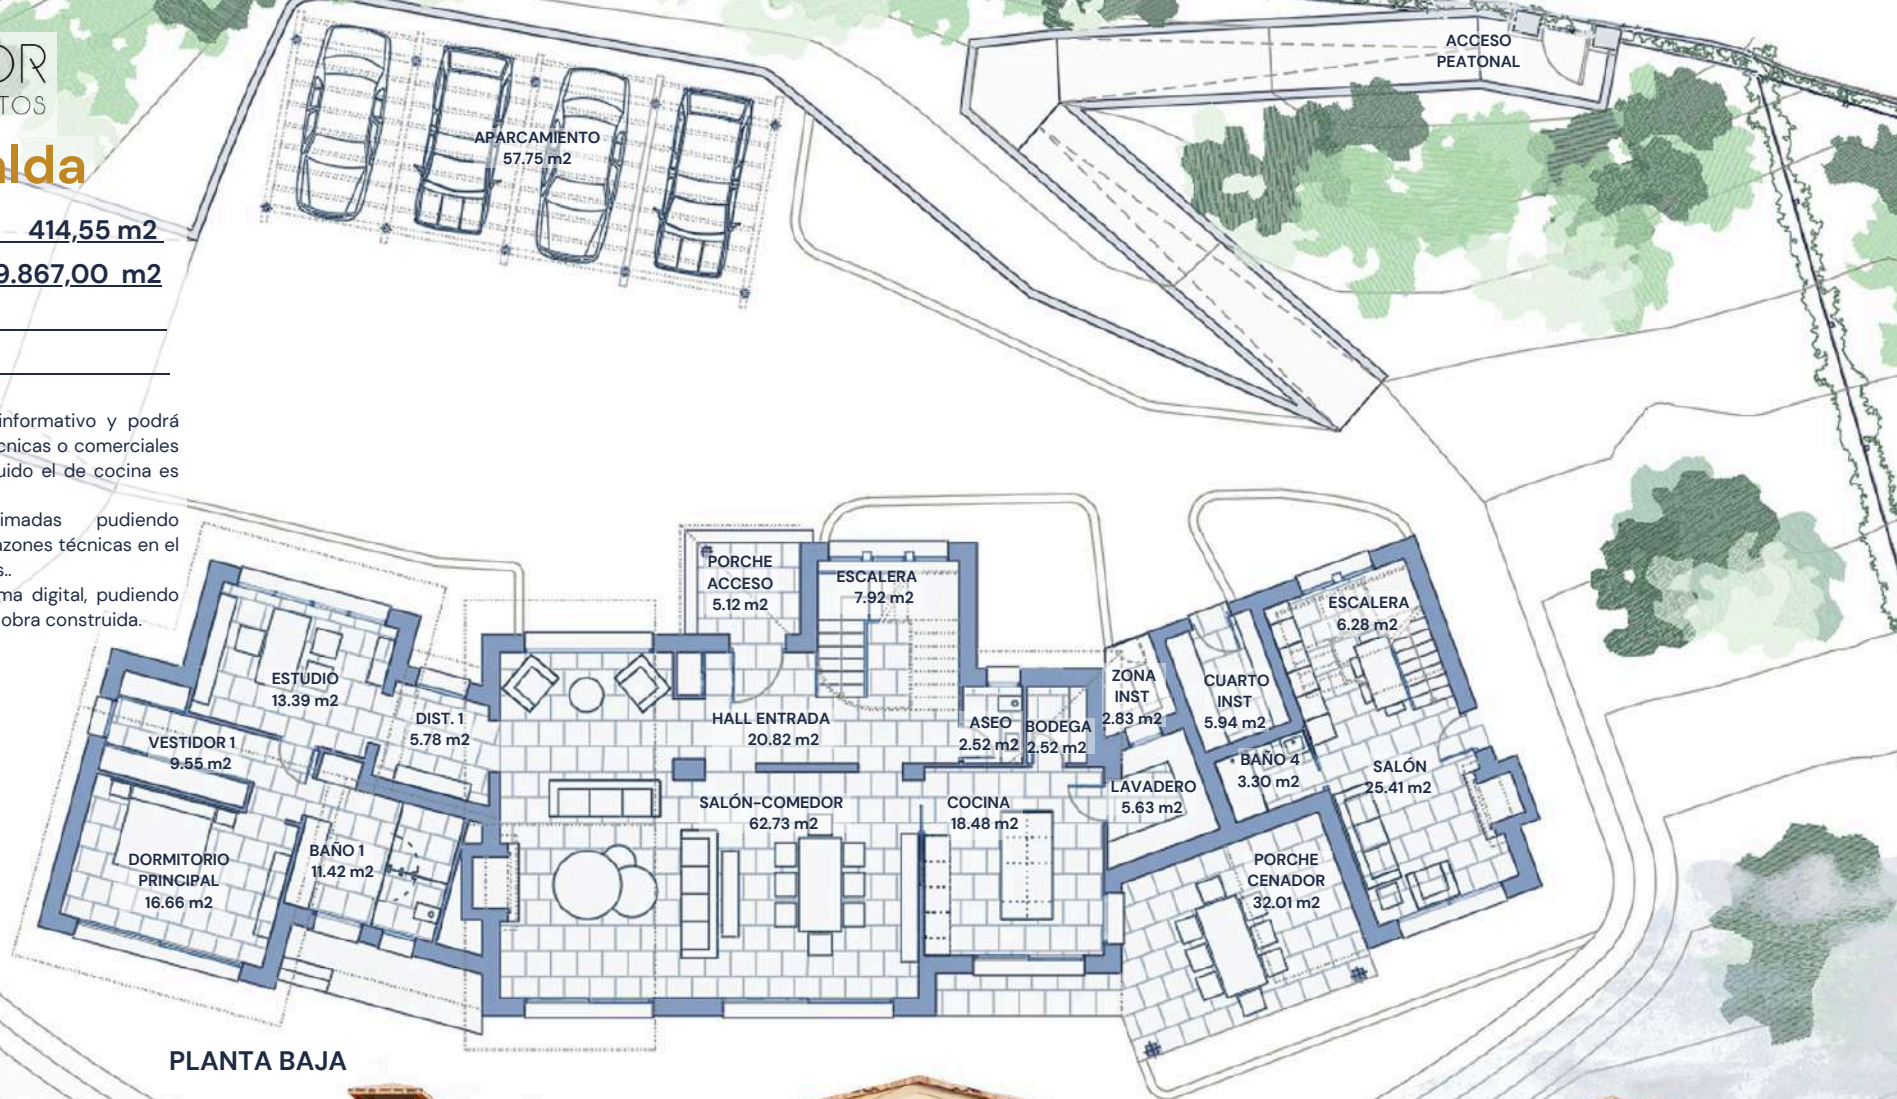 OR
TOS
alda
414,55 m2
9.867,00 m2
informativo y podrá
cnicas o comerciales
uido el de cocina es
imadas pudiendo
azones técnicas en el
s..
ma digital, pudiendo
obra construida.
ACCESO
PEATONAL
APARCAMIENTO
57.75 m2
PORCHE
ACCESO
5.12 m2
ESCALERA
7.92 m2
ESCALERA
6.28 m2
ESTUDIO
13.39 m2
DIST. 1
5.78 m2
VESTIDOR 1
9.55 m2
HALL ENTRADA
20.82 m2
ASEO
2.52 m2
BODEGA
2.52 m2
ZONA
INST
2.83 m2
CUARTO
INST
5.94 m2
BAÑO 4
3.30 m2
SALÓN
25.41 m2
LAVADERO
5.63 m2
SALÓN-COMEDOR
62.73 m2
COCINA
18.48 m2
DORMITORIO
PRINCIPAL
16.66 m2
BAÑO 1
11.42 m2
PORCHE
CENADOR
32.01 m2
PLANTA BAJA